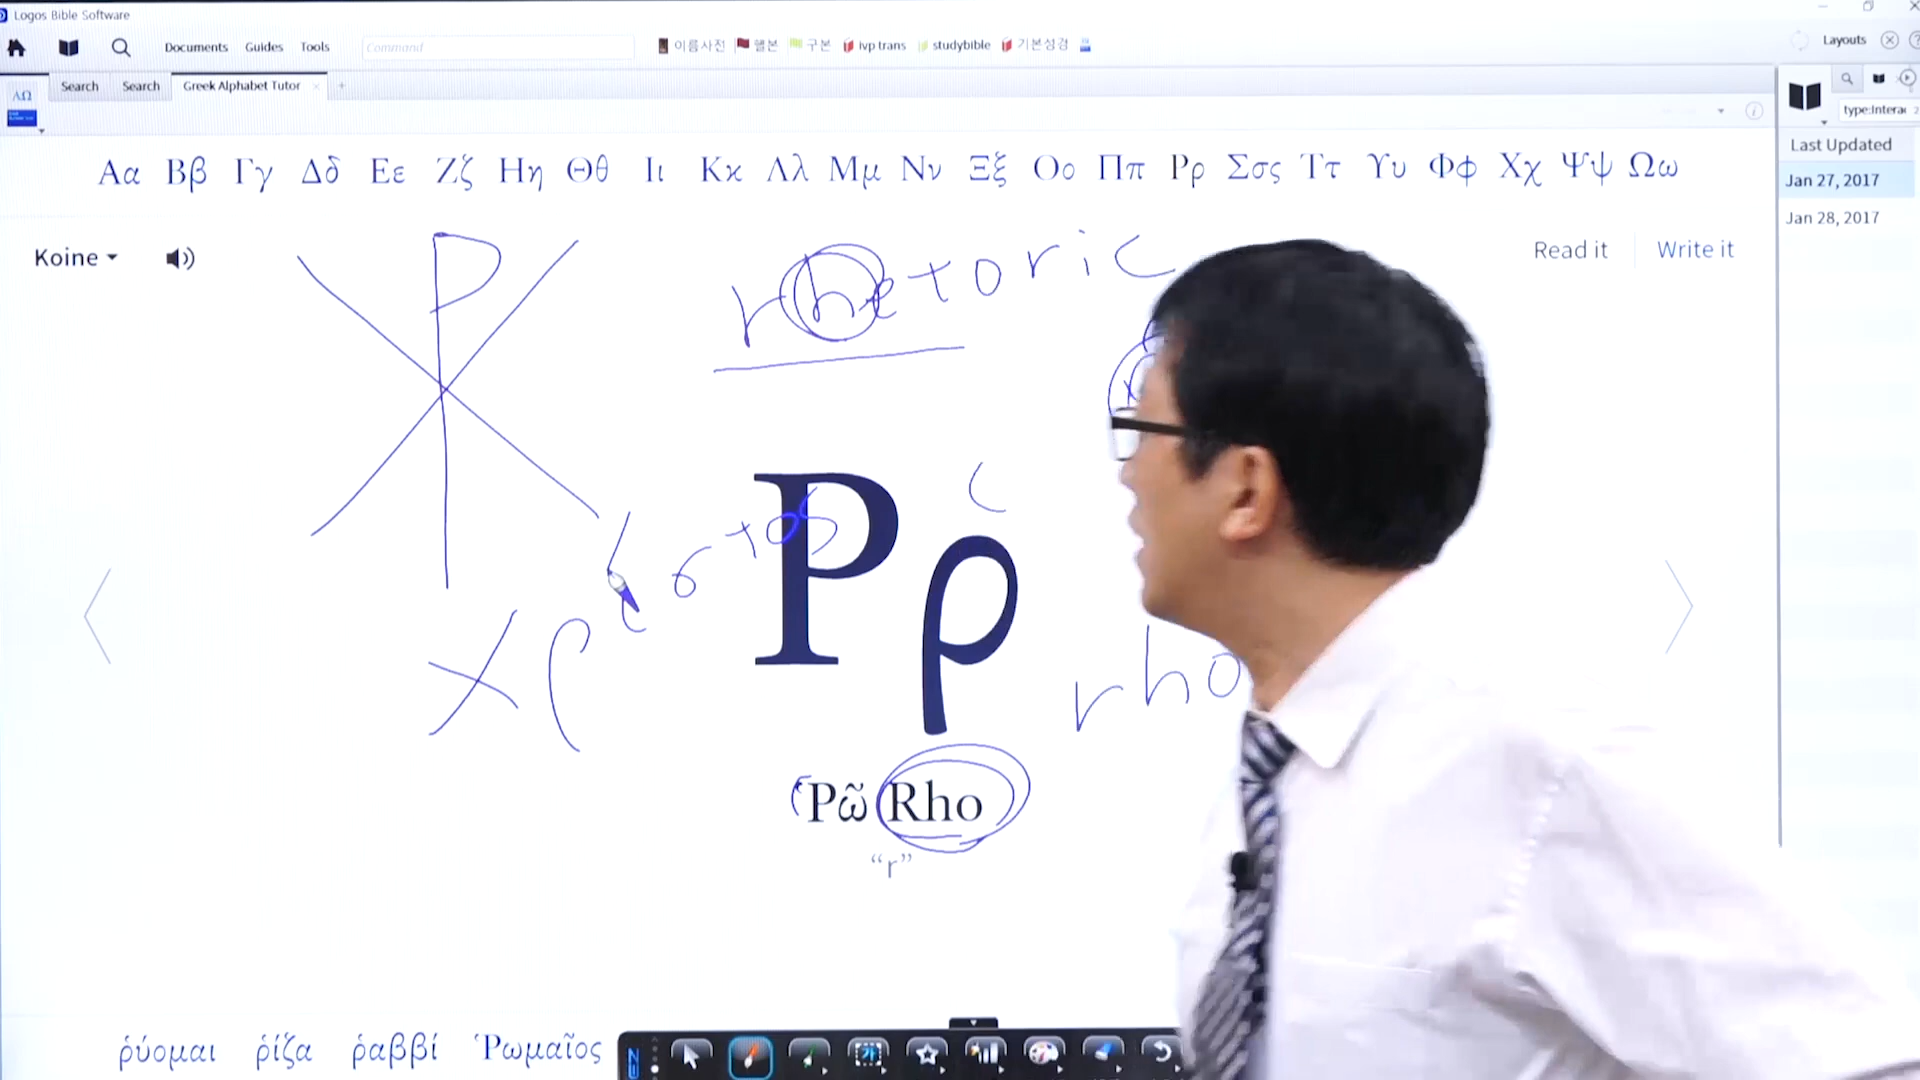 Logos Bible Software
Documents Guides Tools Command 이름사전 헬본 구본 ivp trans studybible 기본성경 Layouts
Search Search Greek Alphabet Tutor
ΑΩ
type:Intera
Αα Ββ Γγ Δδ Εε Ζζ Ηη Θθ Ιι Κκ Λλ Μμ Νν Ξξ Οο Ππ Ρρ Σσς Ττ Υυ Φφ Χχ Ψψ Ωω
Last Updated
Jan 27, 2017
Jan 28, 2017
Koine
Read it Write it
rhetoric
Ρρ
χριστος
rho
Ῥῶ Rho
“r”
ῥύομαι ῥίζα ῥαββί Ῥωμαῖος